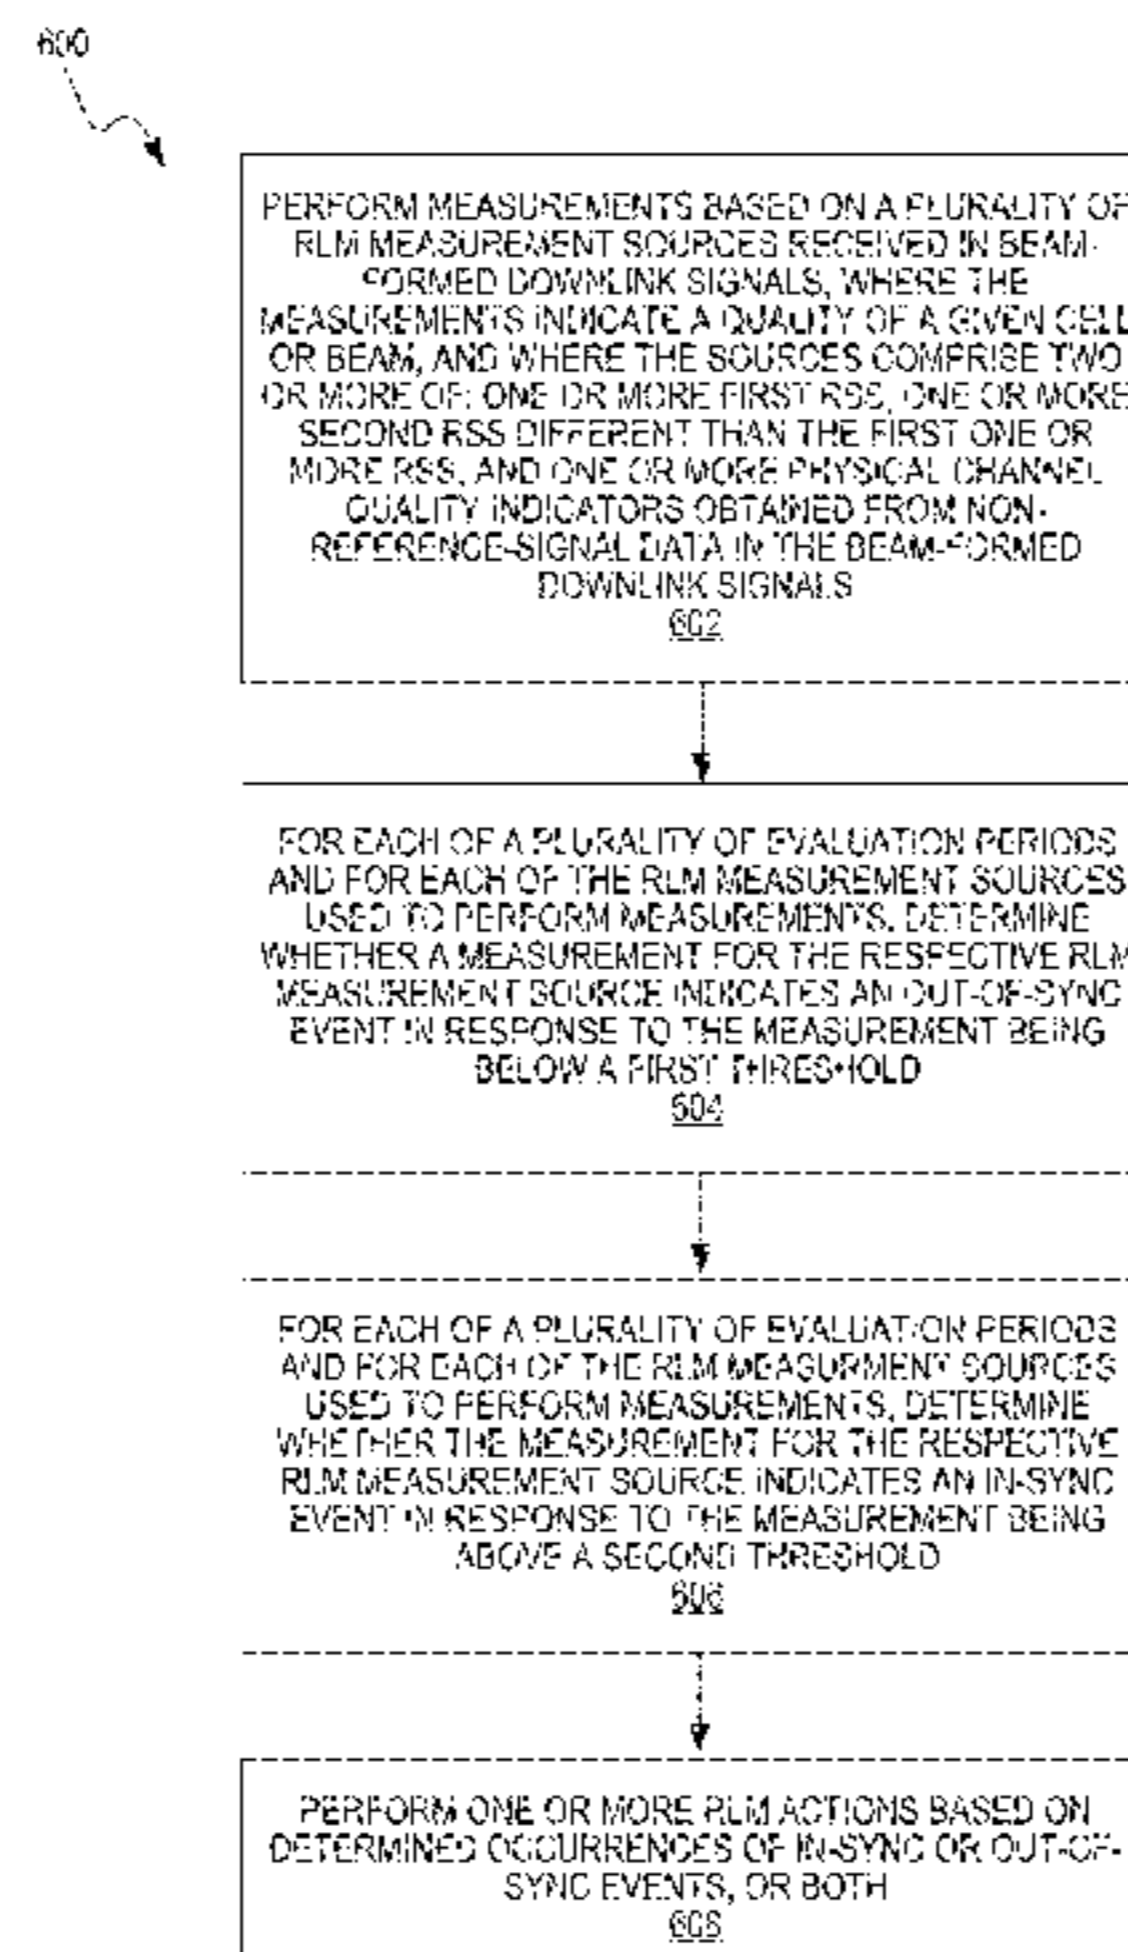 600
PERFORM MEASUREMENTS BASED ON A PLURALITY OF
RLM MEASUREMENT SOURCES RECEIVED IN BEAM-
FORMED DOWNLINK SIGNALS, WHERE THE
MEASUREMENTS INDICATE A QUALITY OF A GIVEN CELL
OR BEAM, AND WHERE THE SOURCES COMPRISE TWO
OR MORE OF: ONE OR MORE FIRST RSS, ONE OR MORE
SECOND RSS DIFFERENT THAN THE FIRST ONE OR
MORE RSS, AND ONE OR MORE PHYSICAL CHANNEL
QUALITY INDICATORS OBTAINED FROM NON-
REFERENCE-SIGNAL DATA IN THE BEAM-FORMED
DOWNLINK SIGNALS
602
FOR EACH OF A PLURALITY OF EVALUATION PERIODS
AND FOR EACH OF THE RLM MEASUREMENT SOURCES
USED TO PERFORM MEASUREMENTS, DETERMINE
WHETHER A MEASUREMENT FOR THE RESPECTIVE RLM
MEASUREMENT SOURCE INDICATES AN OUT-OF-SYNC
EVENT IN RESPONSE TO THE MEASUREMENT BEING
BELOW A FIRST THRESHOLD
604
FOR EACH OF A PLURALITY OF EVALUATION PERIODS
AND FOR EACH OF THE RLM MEASURMENT SOURCES
USED TO PERFORM MEASUREMENTS, DETERMINE
WHETHER THE MEASUREMENT FOR THE RESPECTIVE
RLM MEASUREMENT SOURCE INDICATES AN IN-SYNC
EVENT IN RESPONSE TO THE MEASUREMENT BEING
ABOVE A SECOND THRESHOLD
606
PERFORM ONE OR MORE RLM ACTIONS BASED ON
DETERMINED OCCURRENCES OF IN-SYNC OR OUT-OF-
SYNC EVENTS, OR BOTH
608